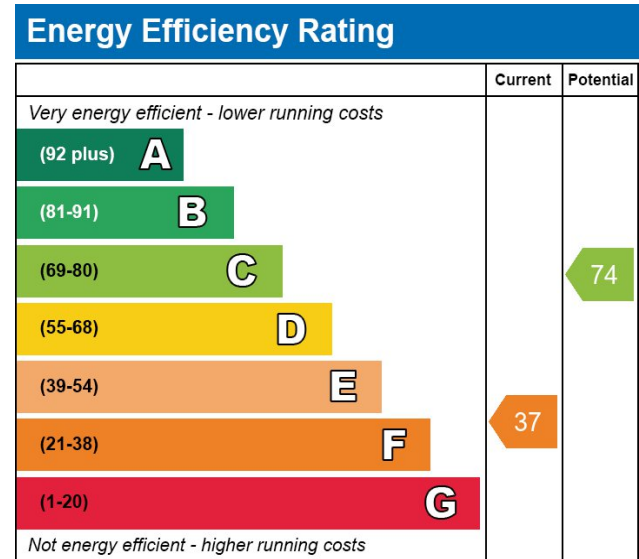 Energy Efficiency Rating
Current Potential
Very energy efficient - lower running costs
(92 plus) A
(81-91) B
(69-80) C
74
(55-68) D
(39-54) E
37
(21-38) F
(1-20) G
Not energy efficient - higher running costs